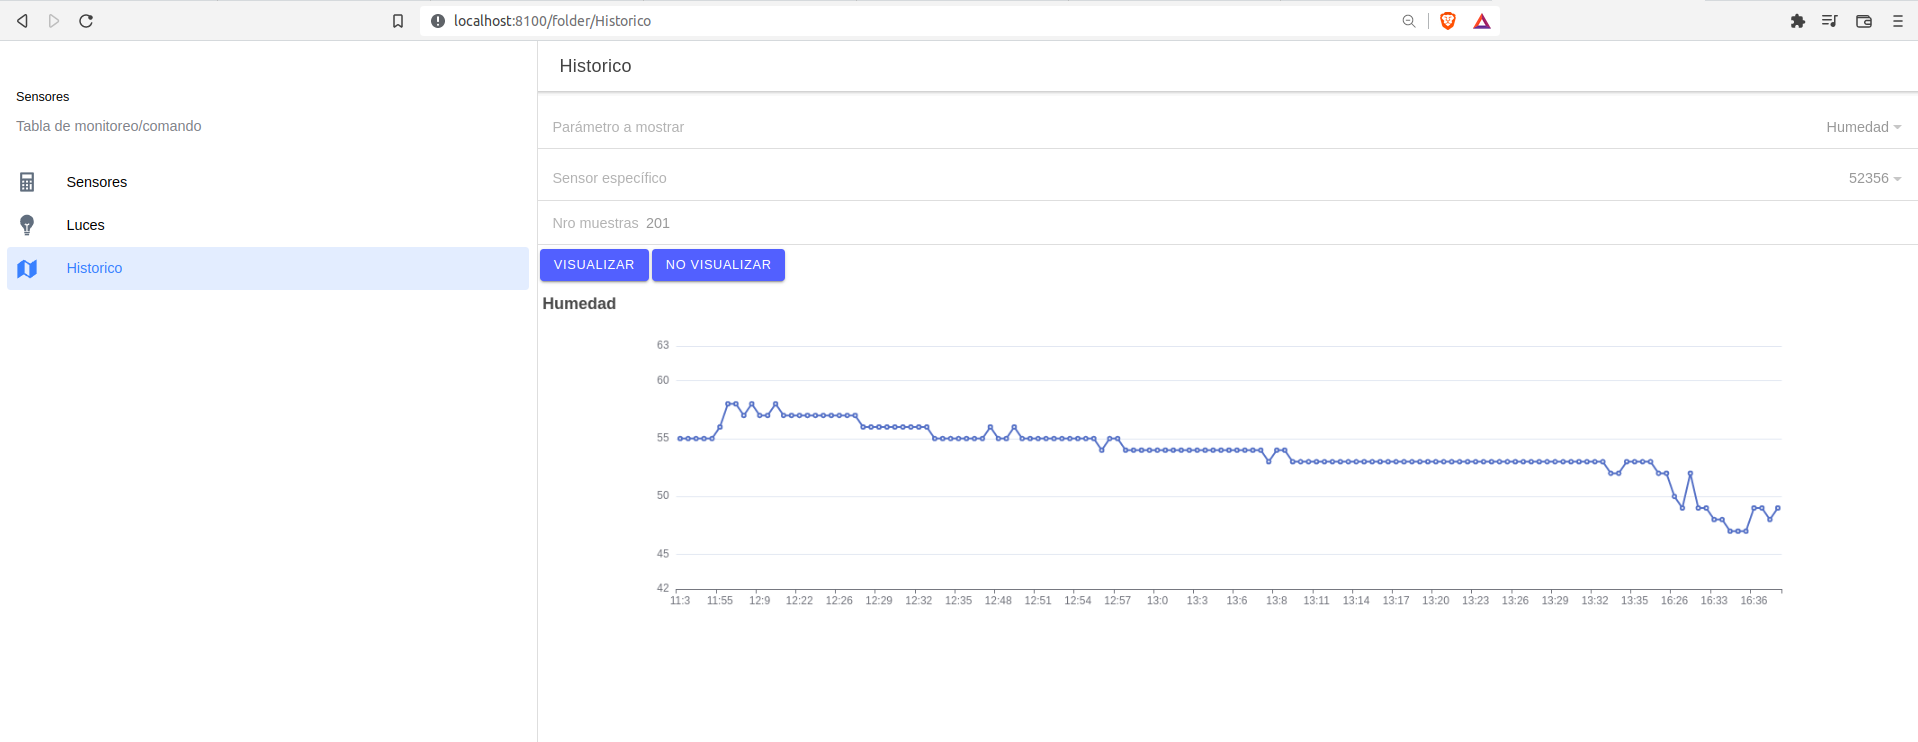 localhost:8100/folder/Historico
Sensores
Tabla de monitoreo/comando
Sensores
Luces
Historico
Historico
Parámetro a mostrar Humedad
Sensor específico 52356
Nro muestras 201
VISUALIZAR NO VISUALIZAR
Humedad
63
60
55
50
45
42
11:3 11:55 12:9 12:22 12:26 12:29 12:32 12:35 12:48 12:51 12:54 12:57 13:0 13:3 13:6 13:8 13:11 13:14 13:17 13:20 13:23 13:26 13:29 13:32 13:35 16:26 16:33 16:36